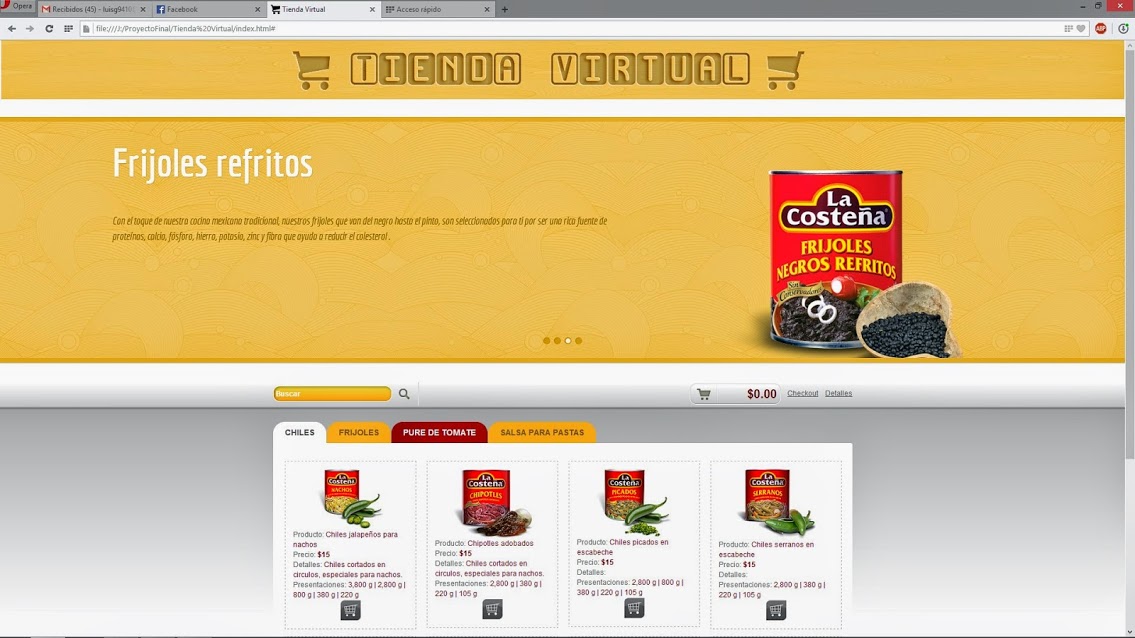 Opera
Recibidos (45) - luisg9410
Facebook
Tienda Virtual
Acceso rápido
file:///J:/ProyectoFinal/Tienda%20Virtual/index.html#
ABP
TIENDA VIRTUAL
Frijoles refritos
Con el toque de nuestra cocina mexicana tradicional, nuestros frijoles que van del negro hasta el pinto, son seleccionados para ti por ser una rica fuente de
proteínas, calcio, fósforo, hierro, potasio, zinc y fibra que ayuda a reducir el colesterol .
La
Costeña
FRIJOLES
NEGROS REFRITOS
Sin
Conservadores
Buscar
$0.00
Checkout
Detalles
CHILES
FRIJOLES
PURE DE TOMATE
SALSA PARA PASTAS
La
Costeña
NACHOS
Producto: Chiles jalapeños para
nachos
Precio: $15
Detalles: Chiles cortados en
circulos, especiales para nachos.
Presentaciones: 3,800 g | 2,800 g |
800 g | 380 g | 220 g
La
Costeña
CHIPOTLES
Producto: Chipotles adobados
Precio: $15
Detalles: Chiles cortados en
circulos, especiales para nachos.
Presentaciones: 2,800 g | 380 g |
220 g | 105 g
La
Costeña
PICADOS
Producto: Chiles picados en
escabeche
Precio: $15
Detalles:
Presentaciones: 2,800 g | 800 g |
380 g | 220 g | 105 g
La
Costeña
SERRANOS
Producto: Chiles serranos en
escabeche
Precio: $15
Detalles:
Presentaciones: 2,800 g | 380 g |
220 g | 105 g